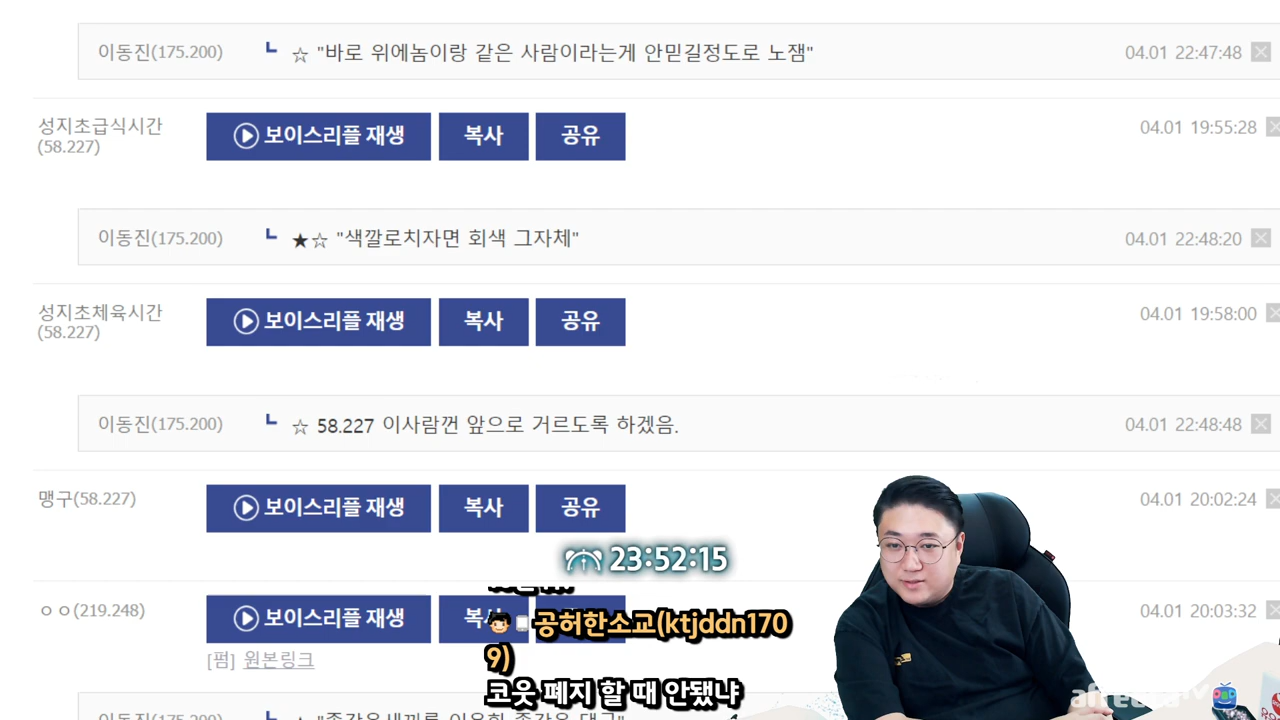 이동진(175.200) ┗ ☆ "바로 위에놈이랑 같은 사람이라는게 안믿길정도로 노잼" 04.01 22:47:48
성지초급식시간
(58.227)
보이스리플 재생 복사 공유 04.01 19:55:28
이동진(175.200) ┗ ★☆ "색깔로치자면 회색 그자체" 04.01 22:48:20
성지초체육시간
(58.227)
보이스리플 재생 복사 공유 04.01 19:58:00
이동진(175.200) ┗ ☆ 58.227 이사람껀 앞으로 거르도록 하겠음. 04.01 22:48:48
맹구(58.227) 보이스리플 재생 복사 공유 04.01 20:02:24
23:52:15
ㅇㅇ(219.248) 보이스리플 재생 04.01 20:03:32
공허한소교(ktjddn170
9)
[펌] 원본링크
코웃 폐지 할 때 안됐냐
이동진(175.200)